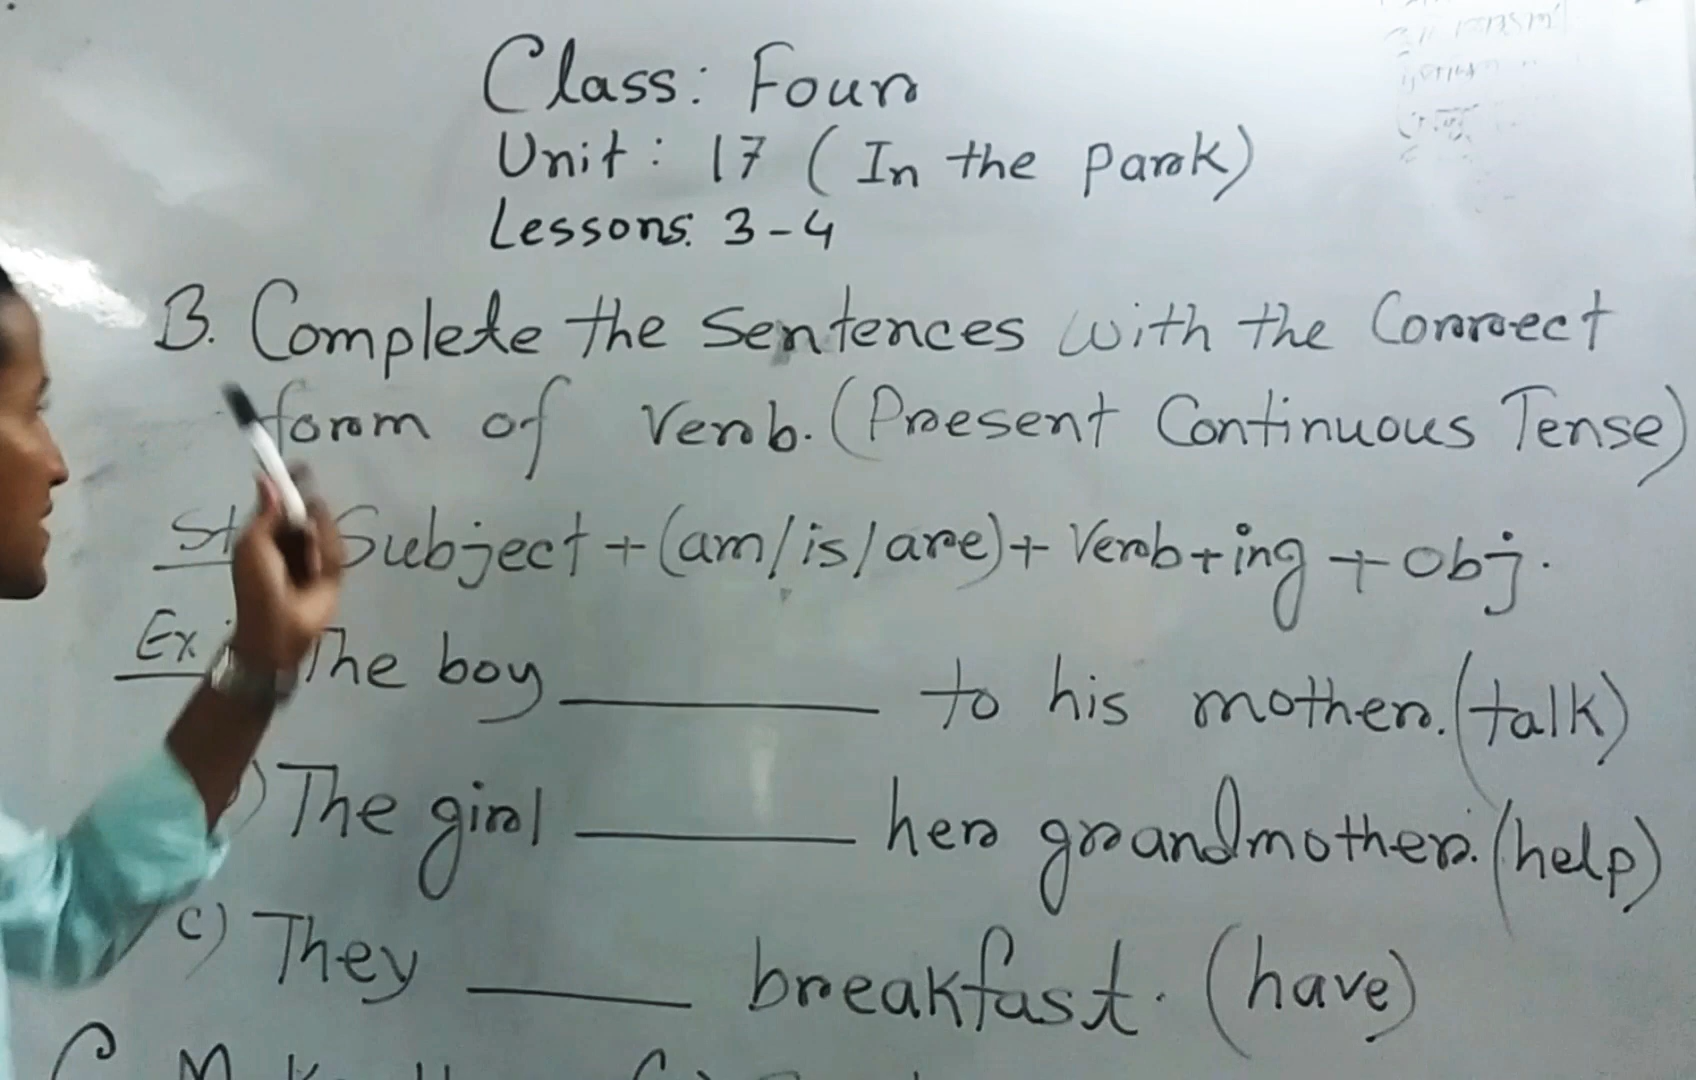 Class: Four
Unit: 17 (In the park)
Lessons: 3-4
B. Complete the sentences with the Correct
form of Verb. (Present Continuous Tense)
Subject + (am/is/are) + Verb + ing + obj.
Ex: The boy ________ to his mother. (talk)
) The girl ________ her grandmother. (help)
c) They ______ breakfast. (have)
C.